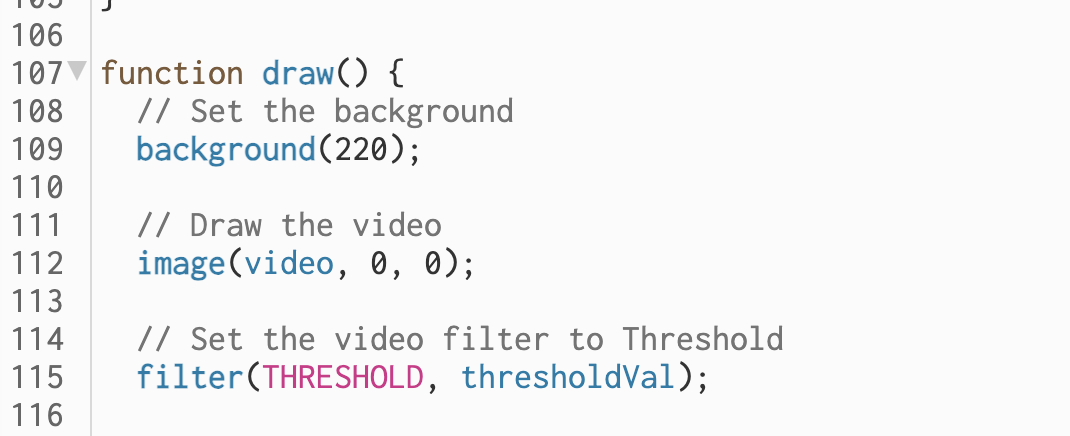 106
107 function draw() {
108 // Set the background
109 background(220);
110
111 // Draw the video
112 image(video, 0, 0);
113
114 // Set the video filter to Threshold
115 filter(THRESHOLD, thresholdVal);
116